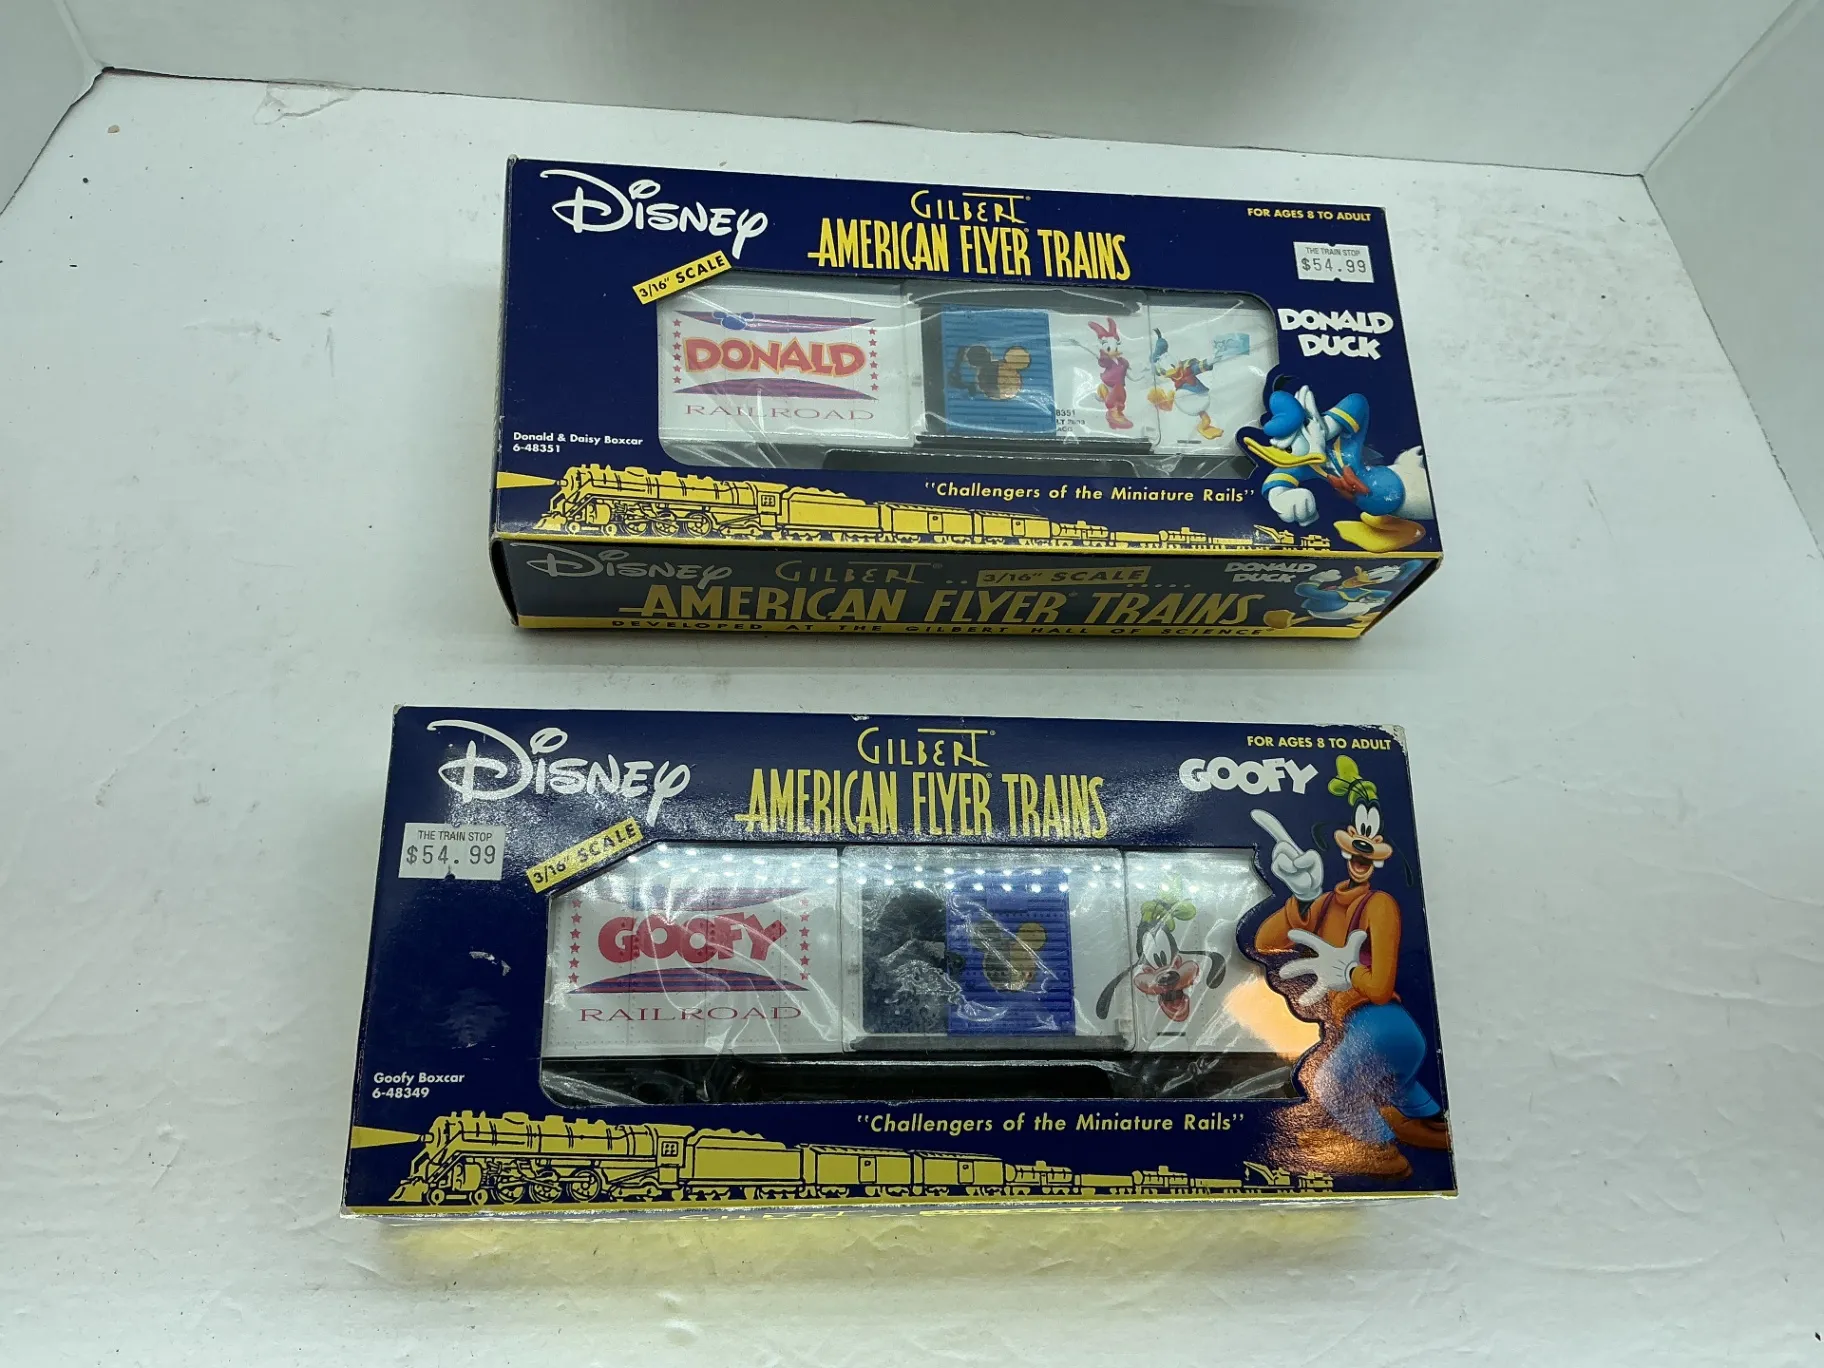 DISNEY
GILBERT®
AMERICAN FLYER® TRAINS
FOR AGES 8 TO ADULT
THE TRAIN STOP
$54.99
3/16" SCALE
DONALD
DUCK
DONALD
RAILROAD
8351
Donald & Daisy Boxcar
6-48351
"Challengers of the Miniature Rails"
DISNEY
GILBERT®
3/16" SCALE
DONALD
DUCK
AMERICAN FLYER® TRAINS
DEVELOPED AT THE GILBERT HALL OF SCIENCE®
DISNEY
GILBERT®
AMERICAN FLYER® TRAINS
FOR AGES 8 TO ADULT
GOOFY
THE TRAIN STOP
$54.99
3/16" SCALE
GOOFY
RAILROAD
Goofy Boxcar
6-48349
"Challengers of the Miniature Rails"